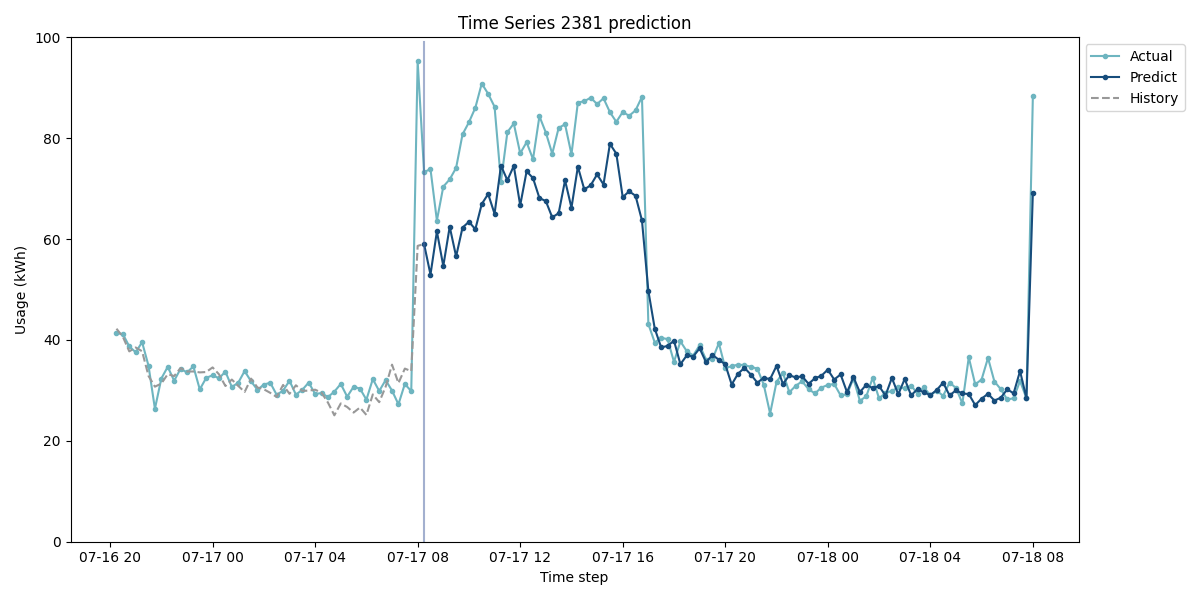 Time Series 2381 prediction
100
80
60
40
20
0
Usage (kWh)
07-16 20
07-17 00
07-17 04
07-17 08
07-17 12
07-17 16
07-17 20
07-18 00
07-18 04
07-18 08
Time step
Actual
Predict
History